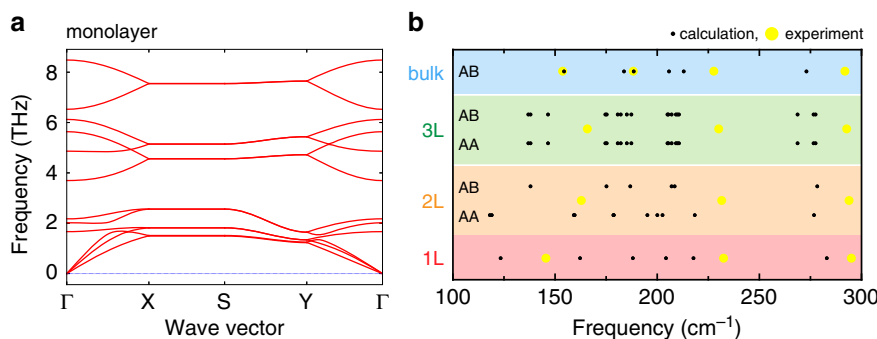 a
monolayer
Frequency (THz)
8
6
4
2
0
Γ
X
S
Y
Γ
Wave vector
b
calculation, experiment
bulk
AB
3L
AB
AA
2L
AB
AA
1L
100
150
200
250
300
Frequency (cm−1)